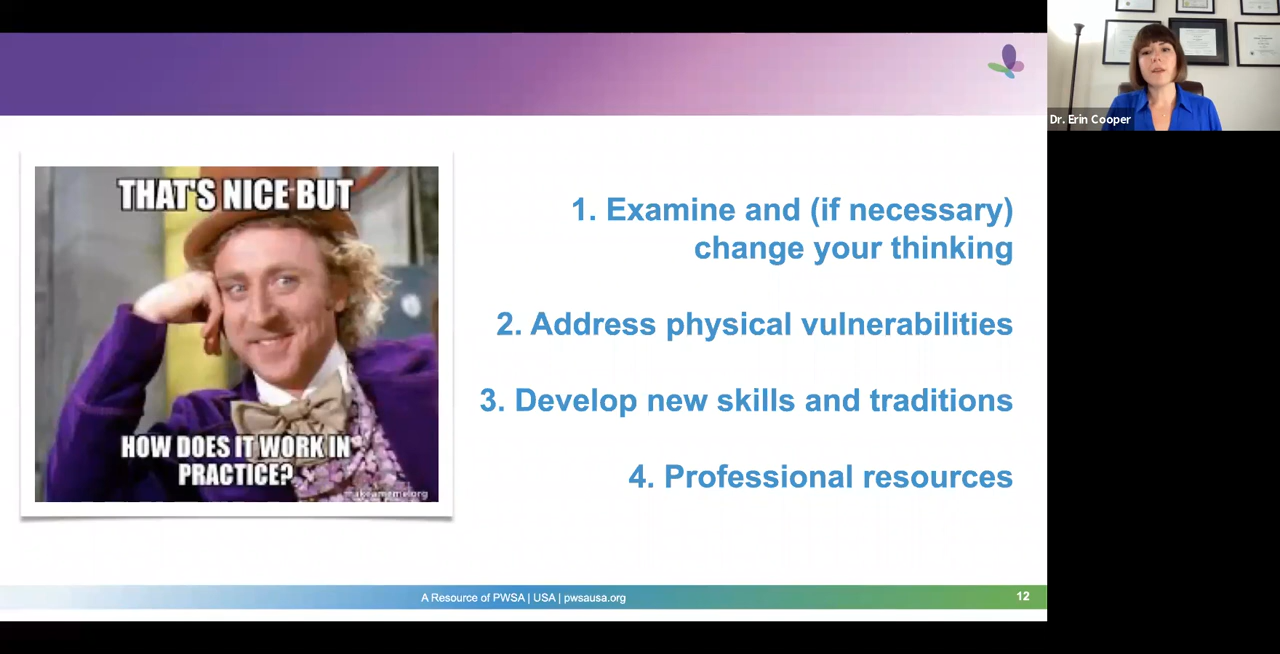 THAT'S NICE BUT
HOW DOES IT WORK IN
PRACTICE?
makeameme.org
1. Examine and (if necessary)
change your thinking
2. Address physical vulnerabilities
3. Develop new skills and traditions
4. Professional resources
A Resource of PWSA | USA | pwsausa.org
12
Dr. Erin Cooper